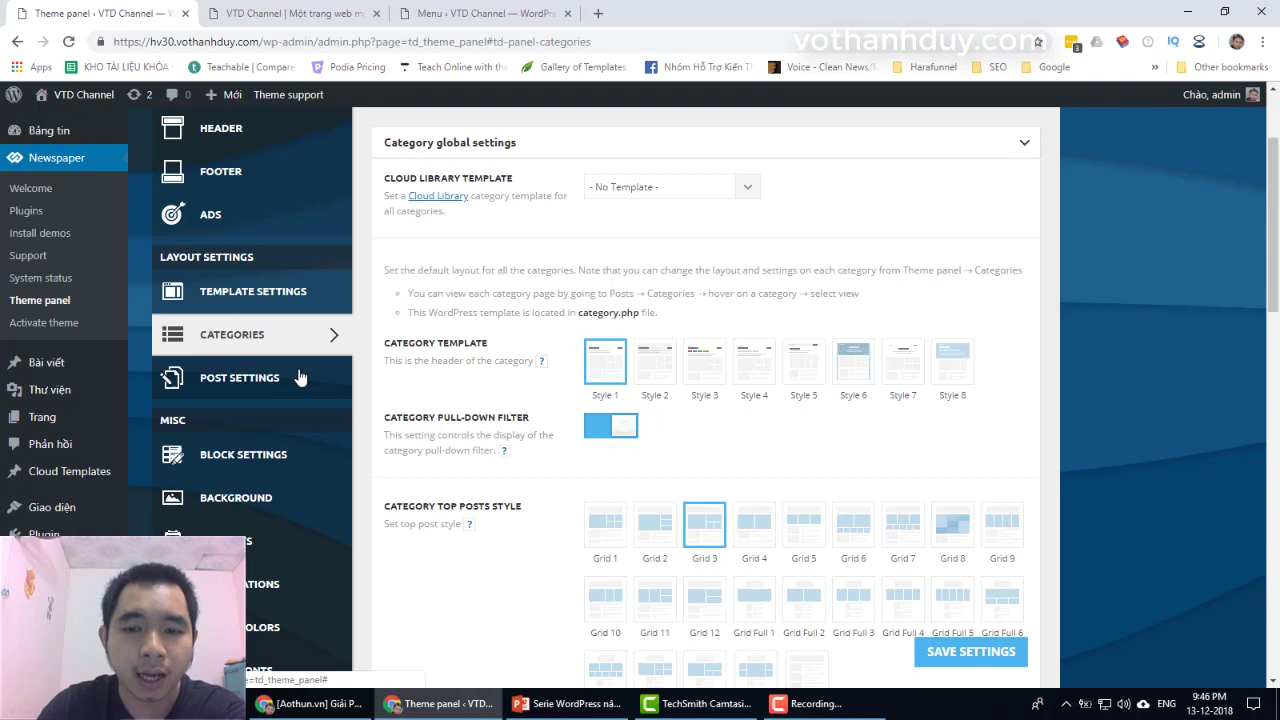 Theme panel ‹ VTD Channel — W
VTD Channel | Một trang web m
Menu ‹ VTD Channel — WordPr
https://hv30.vothanhduy.com/wp-admin/admin.php?page=td_theme_panel#td-panel-categories
vothanhduy.com
3
IQ
Apps
KHO TÀI LIỆU KHÓA
Thrive | Compare
Podia Pricing
Teach Online with the
Gallery of Templates
Nhóm Hỗ Trợ Kiến Th
Voice - Clean News/M
Harafunnel
SEO
Google
»
Other bookmarks
VTD Channel
2
0
Mới
Theme support
Chào, admin
Bảng tin
Newspaper
Welcome
Plugins
Install demos
Support
System status
Theme panel
Activate theme
Bài viết
Thư viện
Trang
Phản hồi
Cloud Templates
Giao diện
Plugin
HEADER
FOOTER
ADS
LAYOUT SETTINGS
TEMPLATE SETTINGS
CATEGORIES
POST SETTINGS
MISC
BLOCK SETTINGS
BACKGROUND
Category global settings
CLOUD LIBRARY TEMPLATE
Set a Cloud Library category template for
all categories.
- No Template -
Set the default layout for all the categories. Note that you can change the layout and settings on each category from Theme panel → Categories
You can view each category page by going to Posts → Categories → hover on a category → select view
This WordPress template is located in category.php file.
CATEGORY TEMPLATE
This is the header of the category ?
Style 1 Style 2 Style 3 Style 4 Style 5 Style 6 Style 7 Style 8
CATEGORY PULL-DOWN FILTER
This setting controls the display of the
category pull-down filter. ?
CATEGORY TOP POSTS STYLE
Set top post style ?
Grid 1 Grid 2 Grid 3 Grid 4 Grid 5 Grid 6 Grid 7 Grid 8 Grid 9
Grid 10 Grid 11 Grid 12 Grid Full 1 Grid Full 2 Grid Full 3 Grid Full 4 Grid Full 5 Grid Full 6
SAVE SETTINGS
=td_theme_panel#
[Aothun.vn] Giải P...
Theme panel ‹ VTD...
Serie WordPress nâ...
TechSmith Camtasi...
Recording...
ENG
9:46 PM
13-12-2018